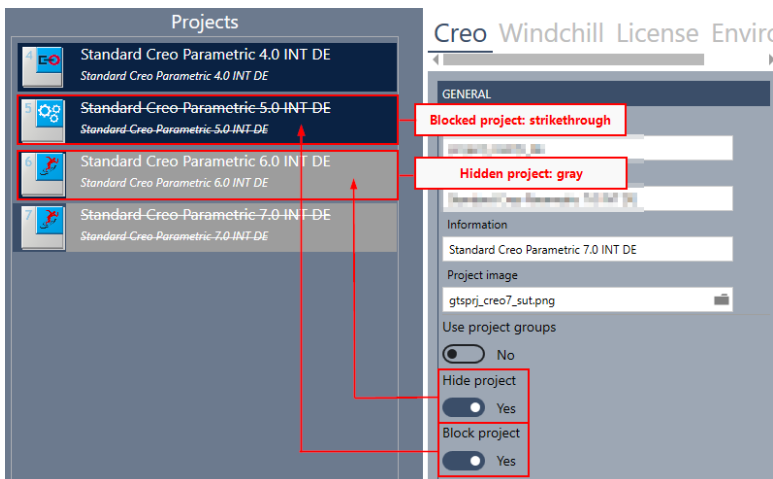 Projects
4
Standard Creo Parametric 4.0 INT DE
Standard Creo Parametric 4.0 INT DE
5
Standard Creo Parametric 5.0 INT DE
Standard Creo Parametric 5.0 INT DE
6
Standard Creo Parametric 6.0 INT DE
Standard Creo Parametric 6.0 INT DE
7
Standard Creo Parametric 7.0 INT DE
Standard Creo Parametric 7.0 INT DE
Creo Windchill License Enviro
GENERAL
Blocked project: strikethrough
Hidden project: gray
Information
Standard Creo Parametric 7.0 INT DE
Project image
gtsprj_creo7_sut.png
Use project groups
No
Hide project
Yes
Block project
Yes